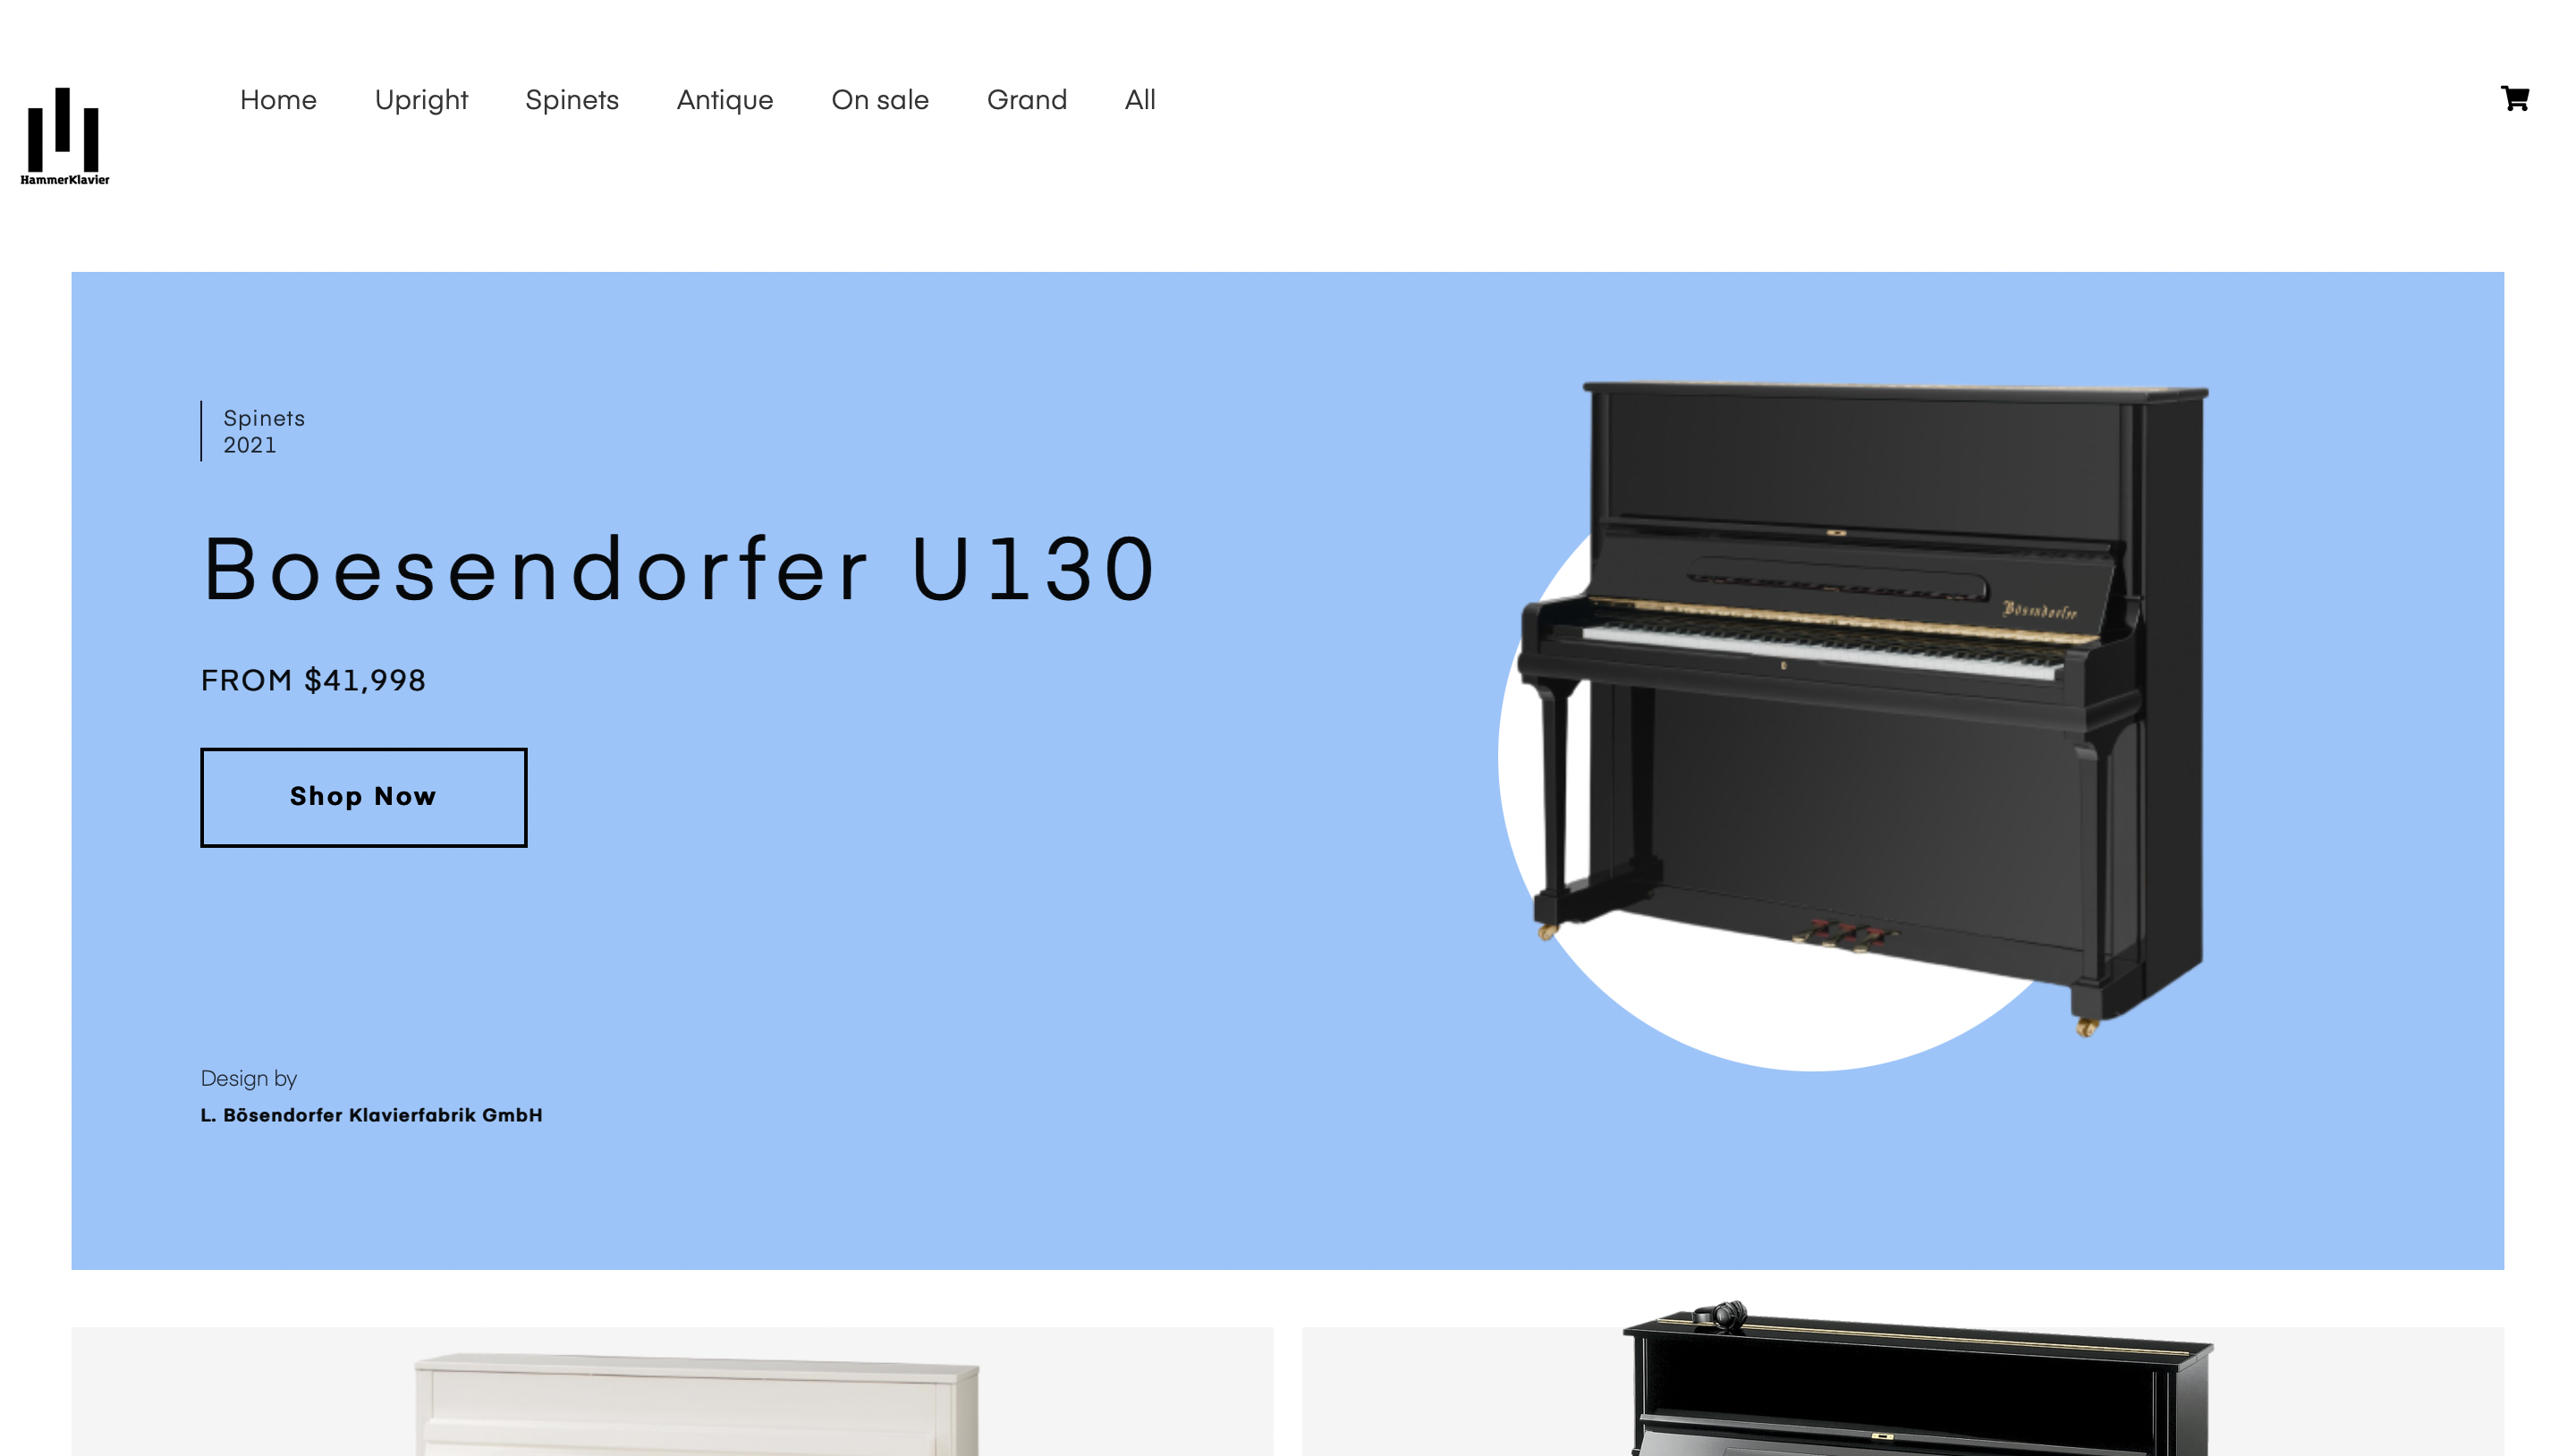 HammerKlavier
Home Upright Spinets Antique On sale Grand All
Spinets
2021
Boesendorfer U130
FROM $41,998
Shop Now
Bösendorfer
Design by
L. Bösendorfer Klavierfabrik GmbH